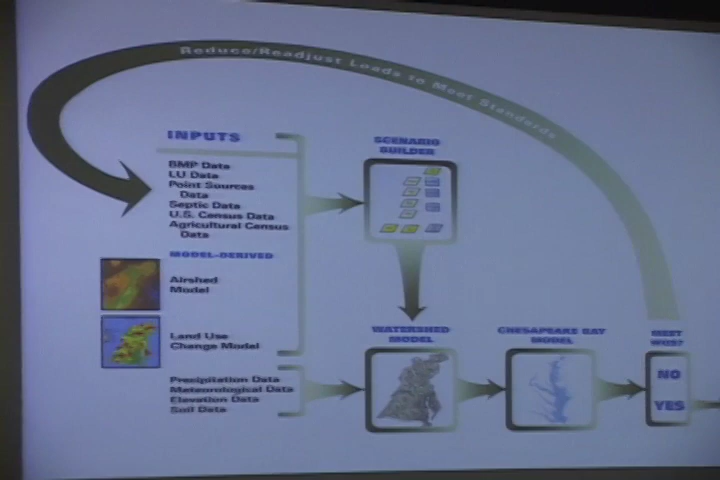 Reduce/Readjust Loads to Meet Standards
INPUTS
BMP Data
LU Data
Point Sources
Data
Septic Data
U.S. Census Data
Agricultural Census
Data
MODEL-DERIVED
Airshed
Model
Land Use
Change Model
Precipitation Data
Meteorological Data
Elevation Data
Soil Data
SCENARIO
BUILDER
WATERSHED
MODEL
CHESAPEAKE BAY
MODEL
MEET
WQS?
NO
YES